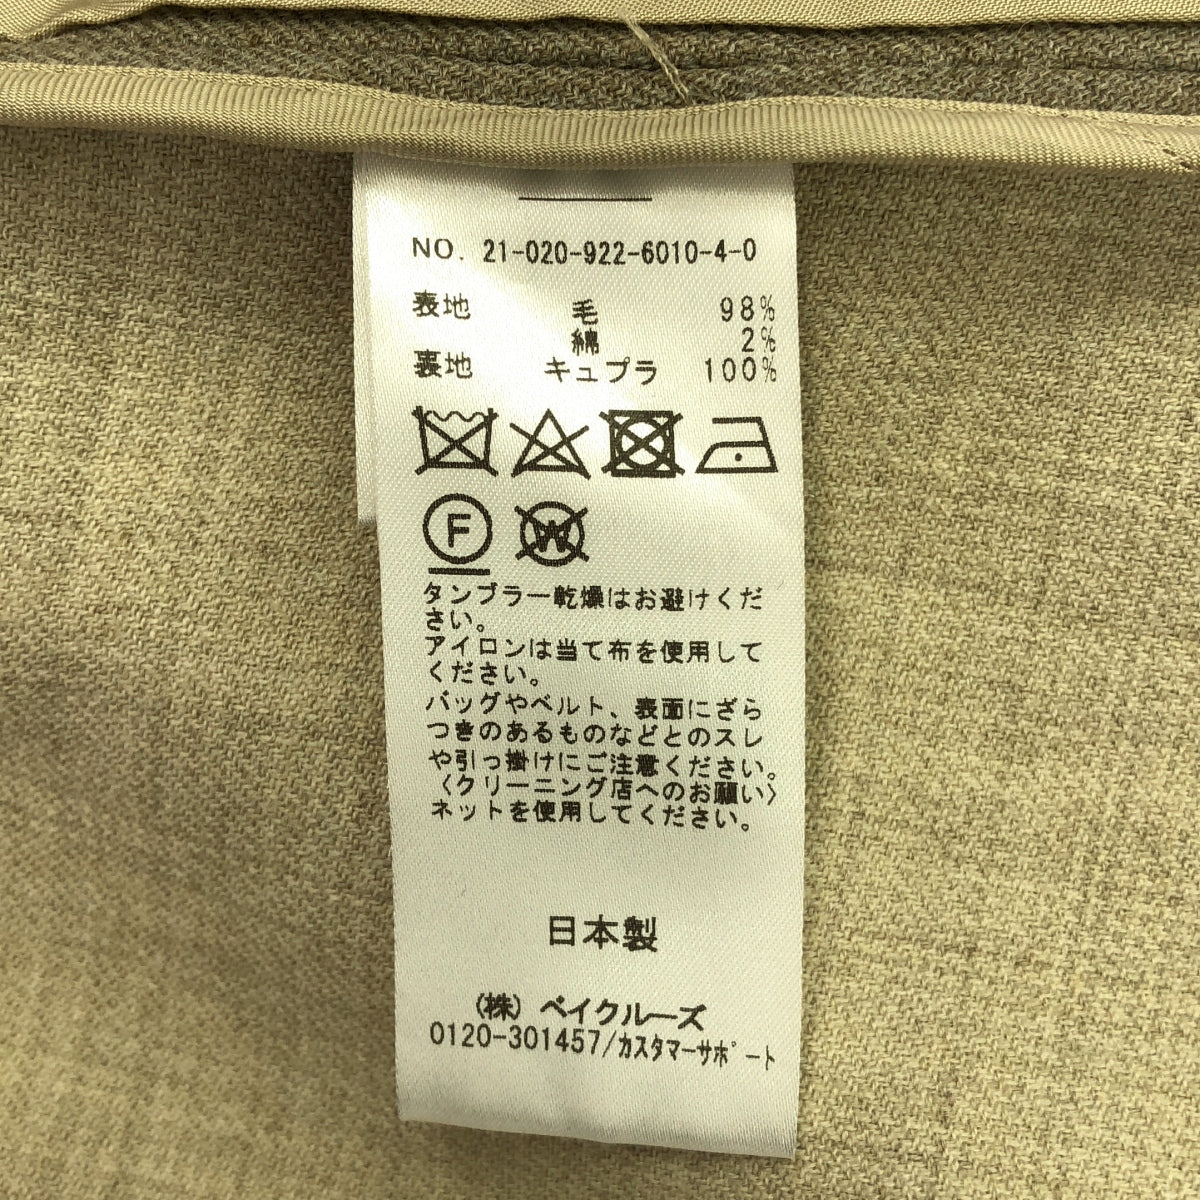 NO. 21-020-922-6010-4-0
表地 毛 98%
綿 2%
裏地 キュプラ 100%
F W
タンブラー乾燥はお避けくだ
さい。
アイロンは当て布を使用して
ください。
バッグやベルト、表面にざら
つきのあるものなどとのスレ
や引っ掛けにご注意ください。
〈クリーニング店へのお願い〉
ネットを使用してください。
日本製
(株) ベイクルーズ
0120-301457/カスタマーサポート